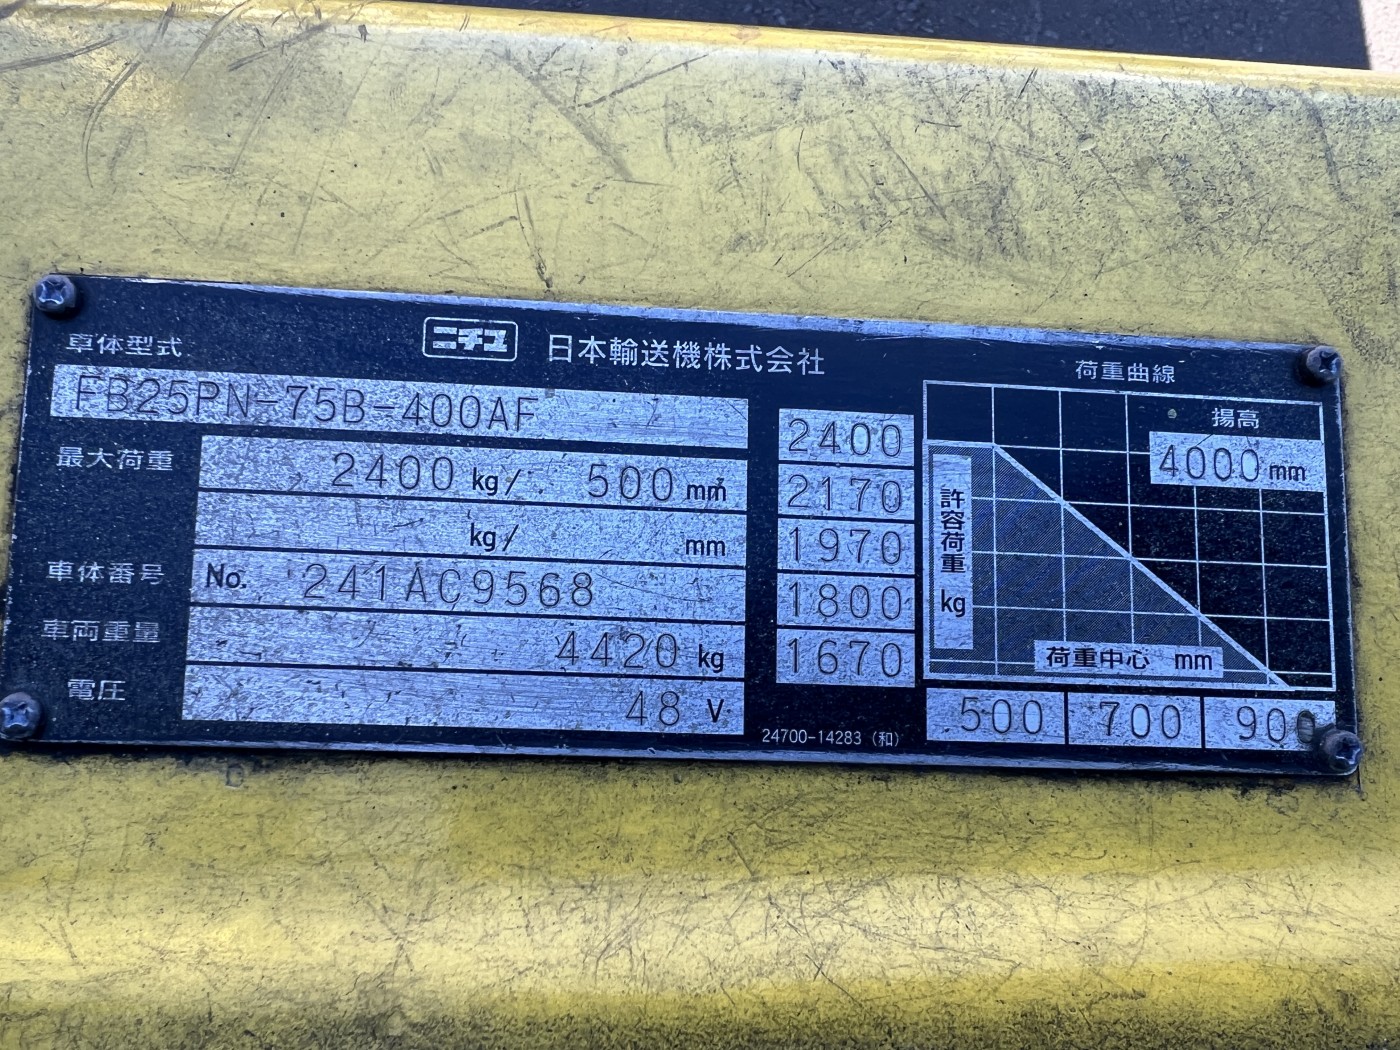 車体型式
ニチユ 日本輸送機株式会社
FB25PN-75B-400AF
最大荷重 2400 kg/ 500 mm
kg/ mm
車体番号 No. 241AC9568
車両重量 4420 kg
電圧 48 V
24700-14283 (和)
荷重曲線
揚高
4000 mm
2400
2170
1970
1800
1670
許容荷重 kg
荷重中心 mm
500 700 900